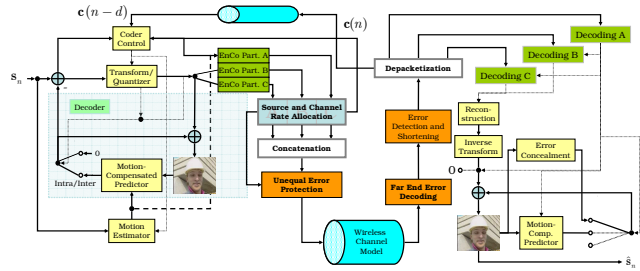 c(n − d)
c(n)
Coder
Control
Decoding A
Decoding B
Decoding C
EnCo Part. A
EnCo Part. B
EnCo Part. C
Depacketization
s_n
-
Transform/
Quantizer
Decoder
Source and Channel
Rate Allocation
Error
Detection and
Shortening
Recon-
struction
Inverse
Transform
Error
Concealment
0
Intra/Inter
Motion-
Compensated
Predictor
Concatenation
Unequal Error
Protection
Far End Error
Decoding
0
Motion
Estimator
Wireless
Channel
Model
Motion-
Comp.
Predictor
ŝ_n